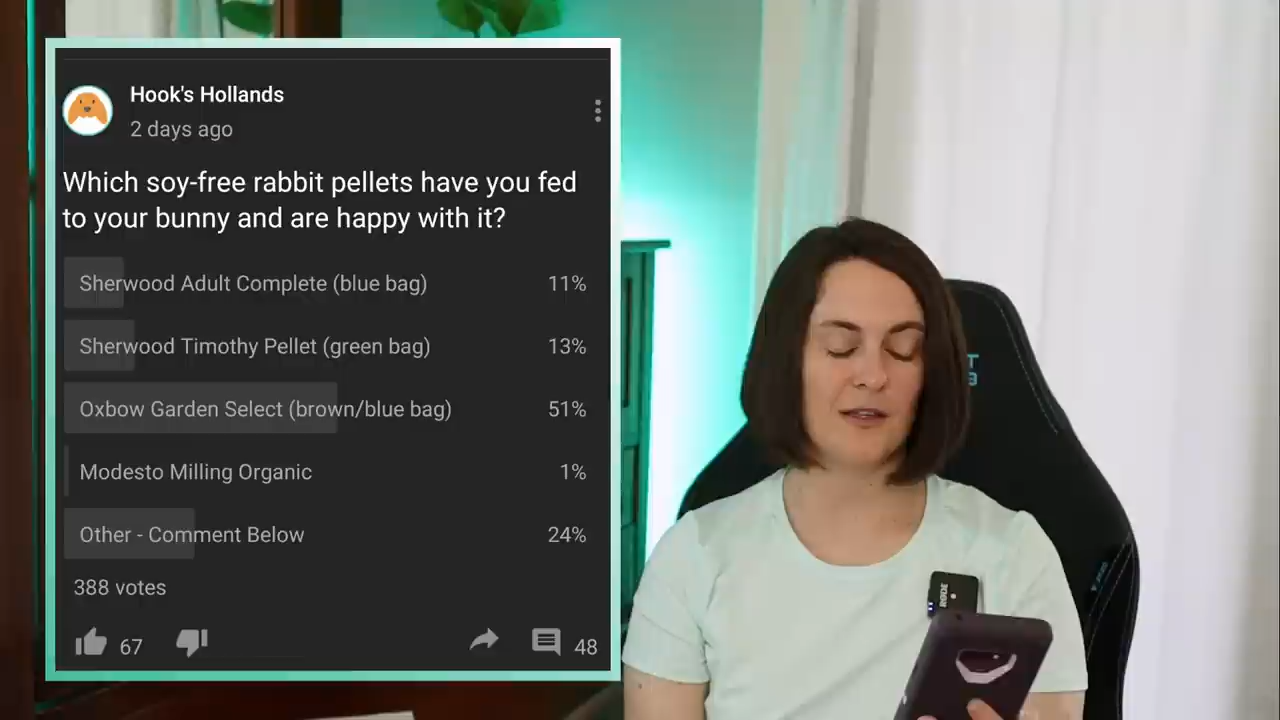 Hook's Hollands
2 days ago
Which soy-free rabbit pellets have you fed
to your bunny and are happy with it?
Sherwood Adult Complete (blue bag) 11%
Sherwood Timothy Pellet (green bag) 13%
Oxbow Garden Select (brown/blue bag) 51%
Modesto Milling Organic 1%
Other - Comment Below 24%
388 votes
67
48
RØDE